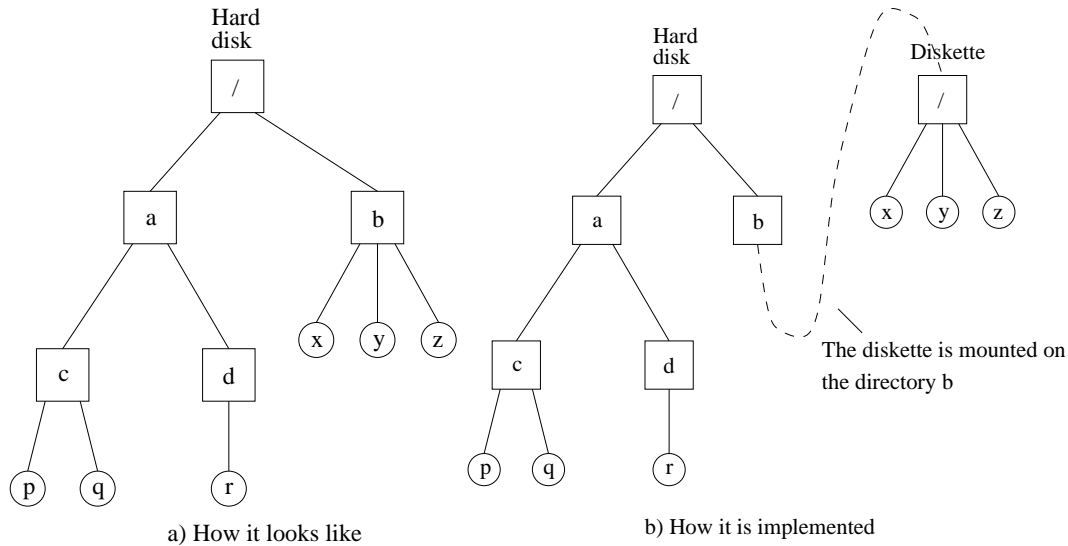 Hard
disk
/
a
b
x
y
z
c
d
p
q
r
a) How it looks like
Hard
disk
/
a
b
c
d
p
q
r
Diskette
/
x
y
z
The diskette is mounted on
the directory b
b) How it is implemented